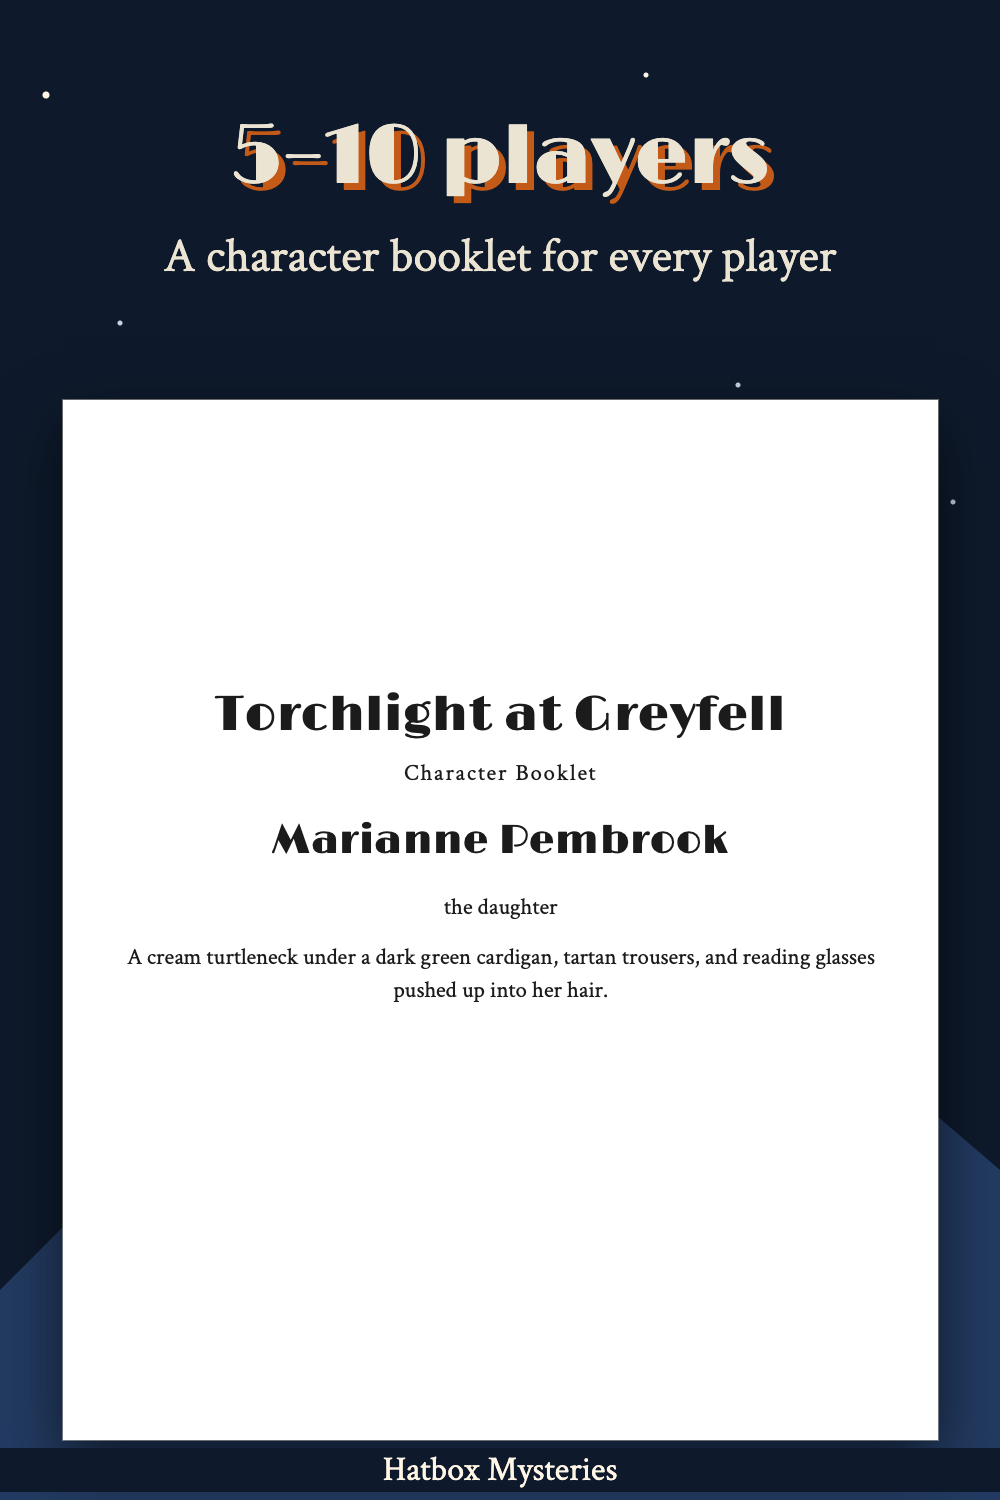 5–10 players
A character booklet for every player
Torchlight at Greyfell
Character Booklet
Marianne Pembrook
the daughter
A cream turtleneck under a dark green cardigan, tartan trousers, and reading glasses
pushed up into her hair.
Hatbox Mysteries